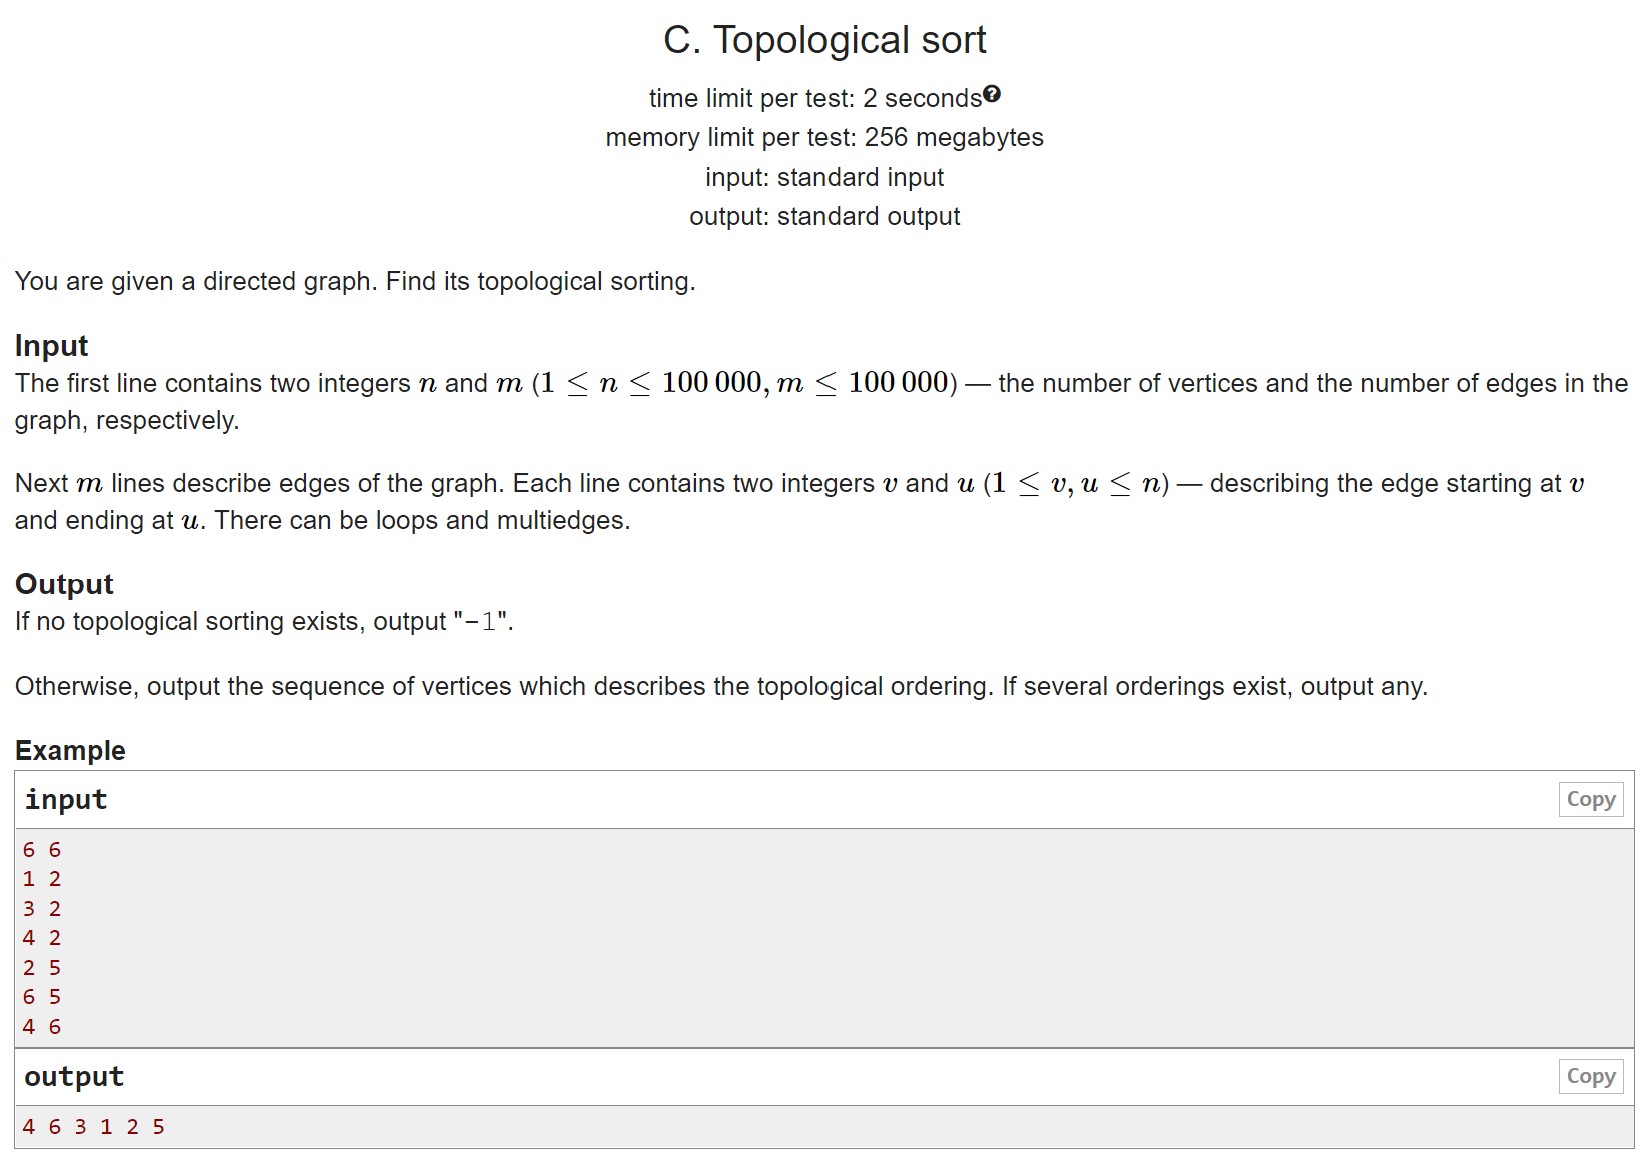 C. Topological sort
time limit per test: 2 seconds?
memory limit per test: 256 megabytes
input: standard input
output: standard output
You are given a directed graph. Find its topological sorting.
Input
The first line contains two integers n and m (1 ≤ n ≤ 100 000, m ≤ 100 000) — the number of vertices and the number of edges in the
graph, respectively.
Next m lines describe edges of the graph. Each line contains two integers v and u (1 ≤ v, u ≤ n) — describing the edge starting at v
and ending at u. There can be loops and multiedges.
Output
If no topological sorting exists, output "-1".
Otherwise, output the sequence of vertices which describes the topological ordering. If several orderings exist, output any.
Example
input Copy
6 6
1 2
3 2
4 2
2 5
6 5
4 6
output Copy
4 6 3 1 2 5